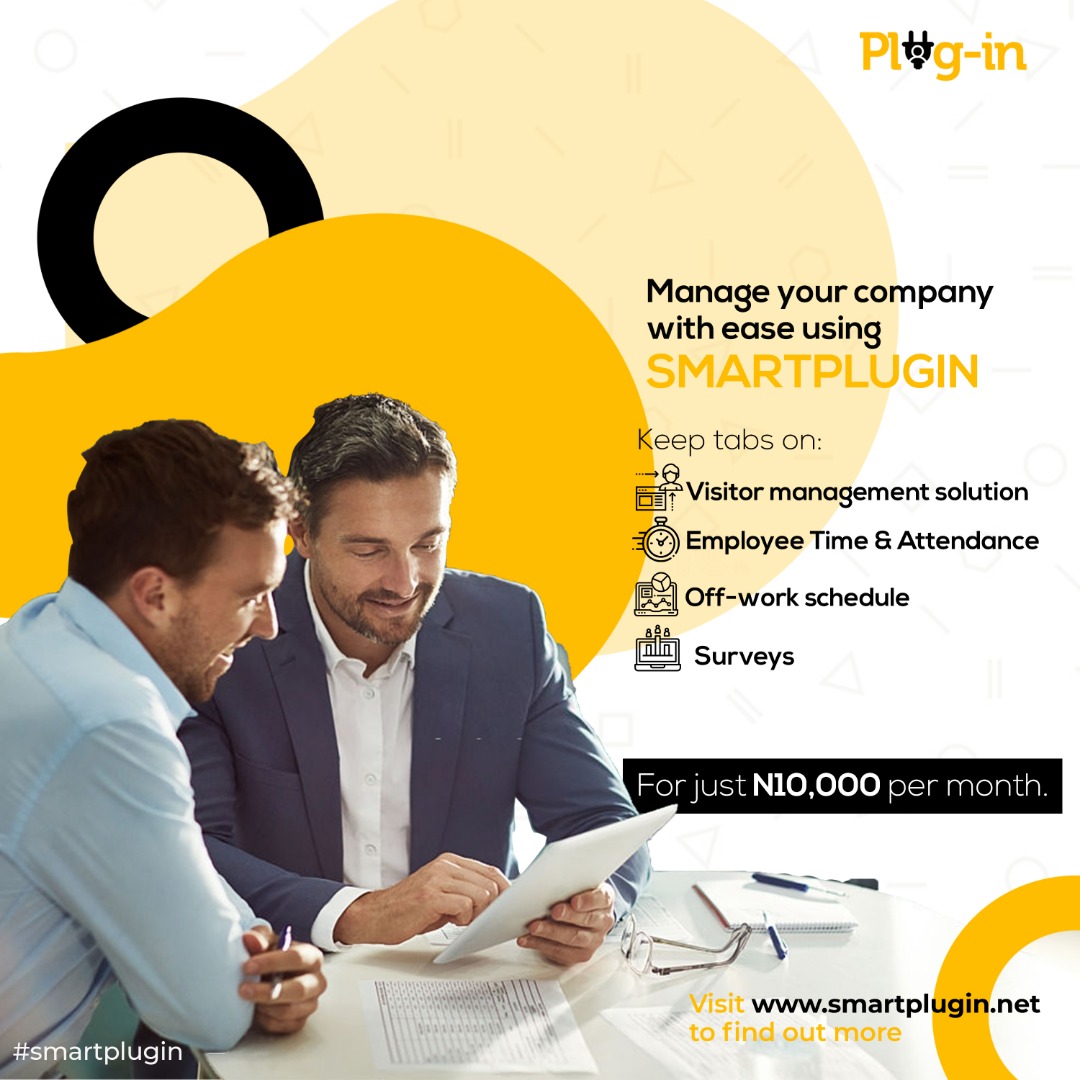 Plug-in
Manage your company
with ease using
SMARTPLUGIN
Keep tabs on:
Visitor management solution
Employee Time & Attendance
Off-work schedule
Surveys
For just N10,000 per month.
Visit www.smartplugin.net
to find out more
#smartplugin